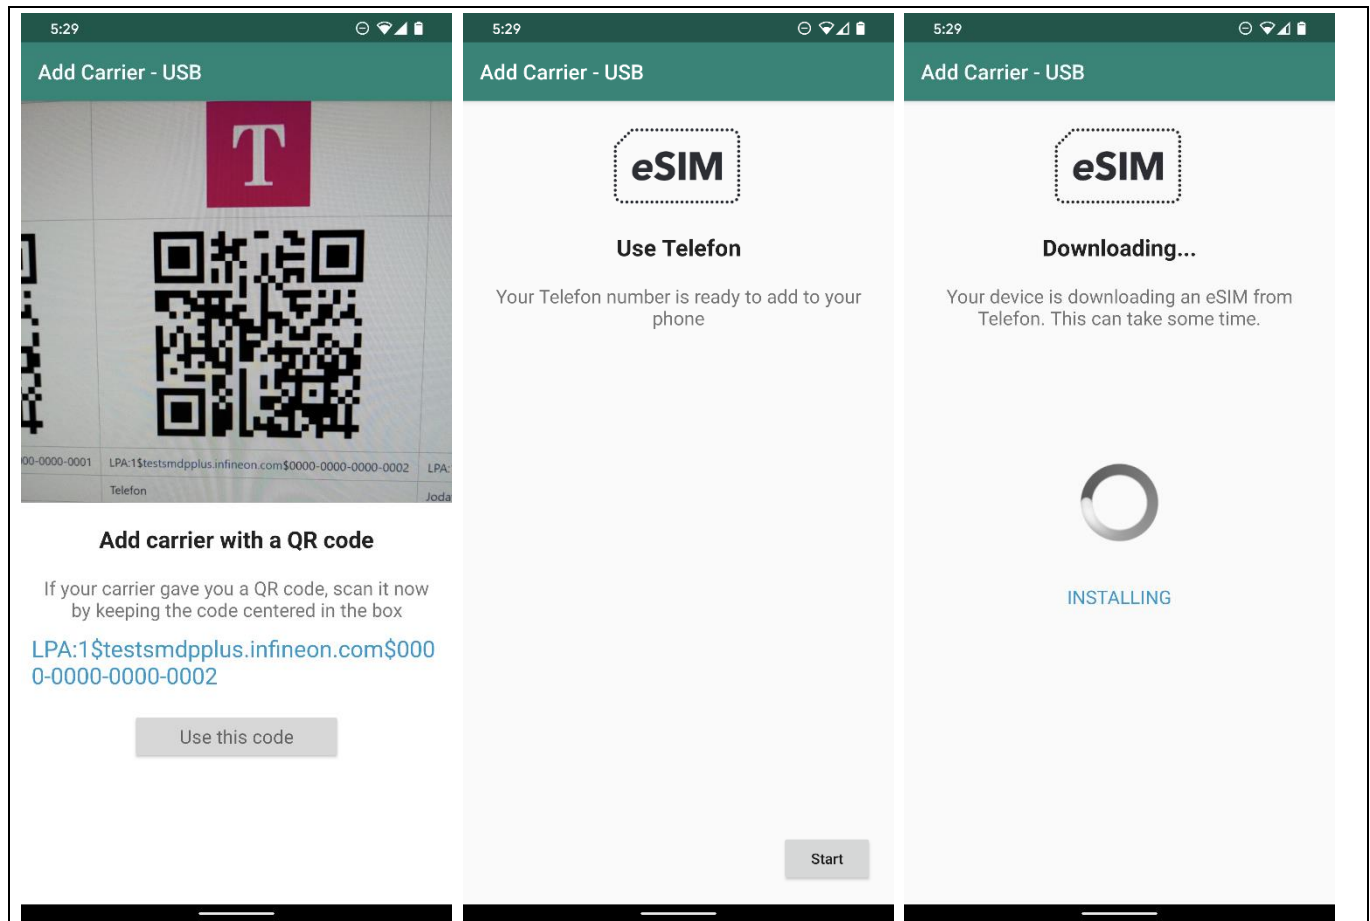 5:29
Add Carrier - USB
T
00-0000-0001
LPA:1$testsmdpplus.infineon.com$0000-0000-0000-0002
LPA:
Telefon
Joda
Add carrier with a QR code
If your carrier gave you a QR code, scan it now
by keeping the code centered in the box
LPA:1$testsmdpplus.infineon.com$000
0-0000-0000-0002
Use this code
5:29
Add Carrier - USB
eSIM
Use Telefon
Your Telefon number is ready to add to your
phone
Start
5:29
Add Carrier - USB
eSIM
Downloading...
Your device is downloading an eSIM from
Telefon. This can take some time.
INSTALLING